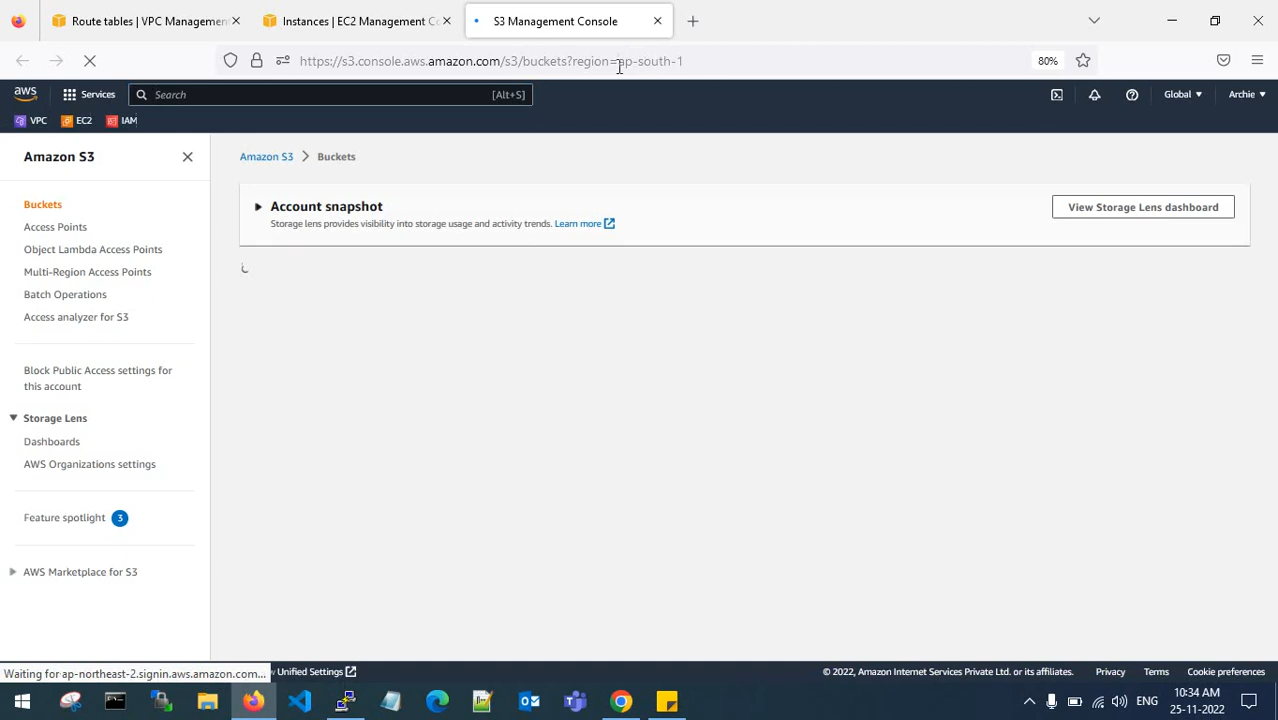 Route tables | VPC Management
Instances | EC2 Management Co
S3 Management Console
https://s3.console.aws.amazon.com/s3/buckets?region=ap-south-1
80%
aws
Services
Search
[Alt+S]
Global
Archie
VPC
EC2
IAM
Amazon S3
Buckets
Access Points
Object Lambda Access Points
Multi-Region Access Points
Batch Operations
Access analyzer for S3
Block Public Access settings for
this account
Storage Lens
Dashboards
AWS Organizations settings
Feature spotlight 3
AWS Marketplace for S3
Amazon S3 > Buckets
Account snapshot
Storage lens provides visibility into storage usage and activity trends. Learn more
View Storage Lens dashboard
Waiting for ap-northeast-2.signin.aws.amazon.com...
Unified Settings
© 2022, Amazon Internet Services Private Ltd. or its affiliates.
Privacy
Terms
Cookie preferences
ENG
10:34 AM
25-11-2022